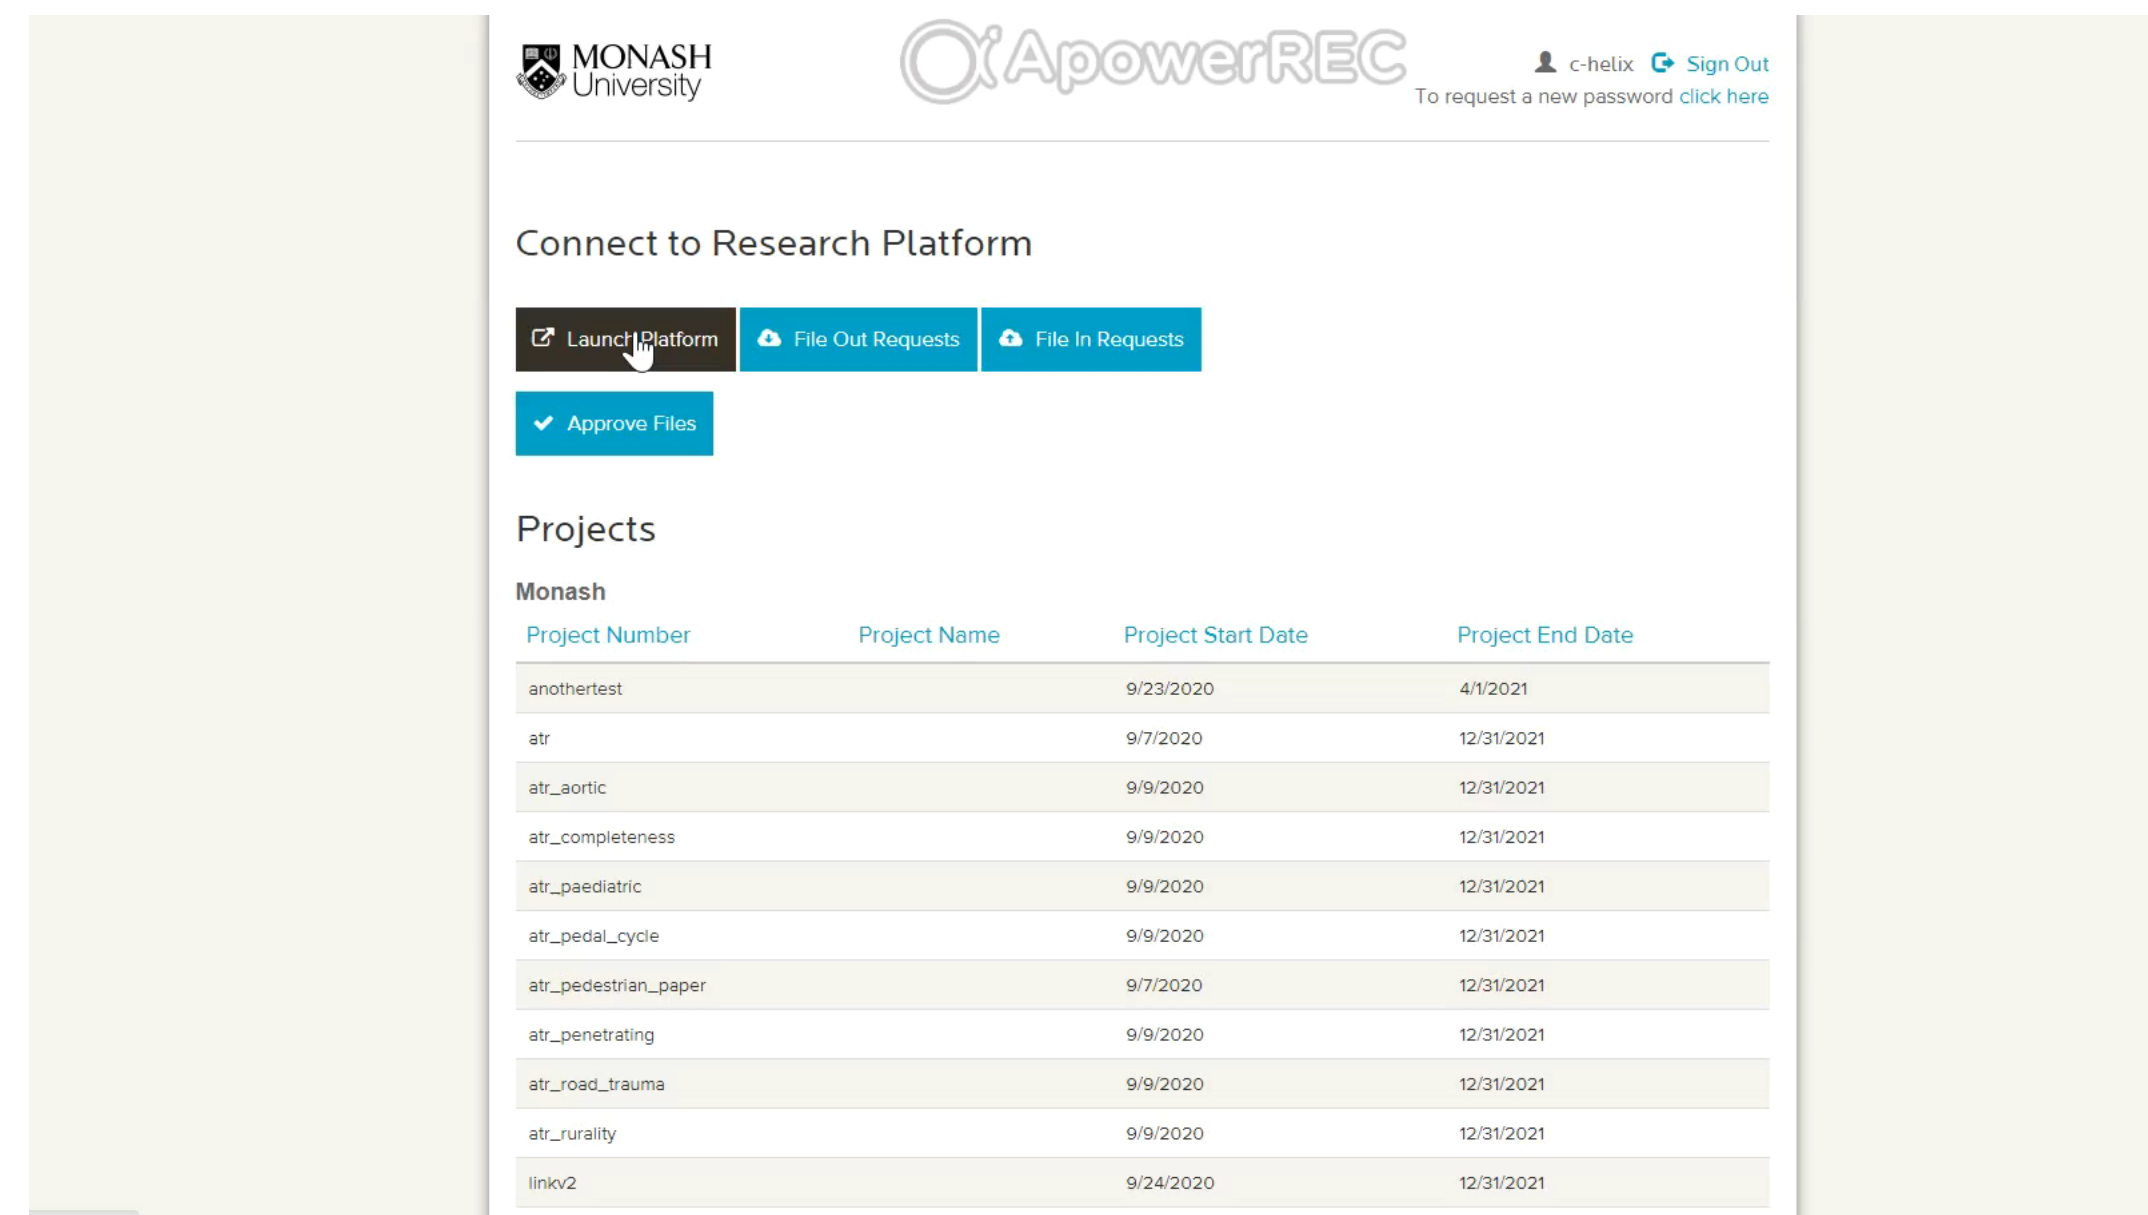 MONASH
University
ApowerREC
c-helix Sign Out
To request a new password click here
Connect to Research Platform
Launch Platform File Out Requests File In Requests
Approve Files
Projects
Monash
Project Number Project Name Project Start Date Project End Date
anothertest 9/23/2020 4/1/2021
atr 9/7/2020 12/31/2021
atr_aortic 9/9/2020 12/31/2021
atr_completeness 9/9/2020 12/31/2021
atr_paediatric 9/9/2020 12/31/2021
atr_pedal_cycle 9/9/2020 12/31/2021
atr_pedestrian_paper 9/7/2020 12/31/2021
atr_penetrating 9/9/2020 12/31/2021
atr_road_trauma 9/9/2020 12/31/2021
atr_rurality 9/9/2020 12/31/2021
linkv2 9/24/2020 12/31/2021